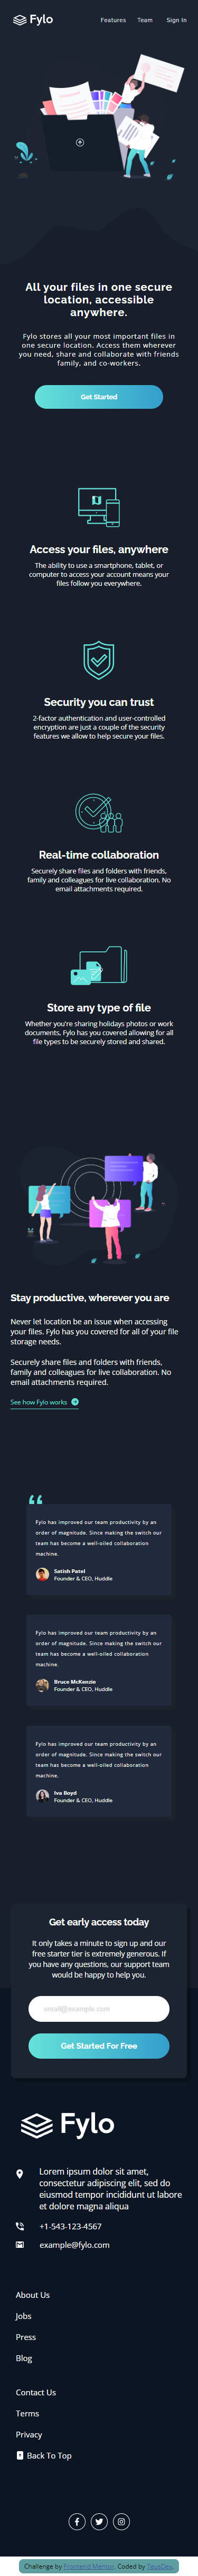 Fylo
Features Team Sign In
All your files in one secure
location, accessible
anywhere.
Fylo stores all your most important files in
one secure location. Access them wherever
you need, share and collaborate with friends
family, and co-workers.
Get Started
Access your files, anywhere
The ability to use a smartphone, tablet, or
computer to access your account means your
files follow you everywhere.
Security you can trust
2-factor authentication and user-controlled
encryption are just a couple of the security
features we allow to help secure your files.
Real-time collaboration
Securely share files and folders with friends,
family and colleagues for live collaboration. No
email attachments required.
Store any type of file
Whether you're sharing holidays photos or work
documents. Fylo has you covered allowing for all
file types to be securely stored and shared.
Stay productive, wherever you are
Never let location be an issue when accessing
your files. Fylo has you covered for all of your file
storage needs.
Securely share files and folders with friends,
family and colleagues for live collaboration. No
email attachments required.
See how Fylo works
Fylo has improved our team productivity by an
order of magnitude. Since making the switch our
team has become a well-oiled collaboration
machine.
Satish Patel
Founder & CEO, Huddle
Fylo has improved our team productivity by an
order of magnitude. Since making the switch our
team has become a well-oiled collaboration
machine.
Bruce McKenzie
Founder & CEO, Huddle
Fylo has improved our team productivity by an
order of magnitude. Since making the switch our
team has become a well-oiled collaboration
machine.
Iva Boyd
Founder & CEO, Huddle
Get early access today
It only takes a minute to sign up and our
free starter tier is extremely generous. If
you have any questions, our support team
would be happy to help you.
email@example.com
Get Started For Free
Fylo
Lorem ipsum dolor sit amet,
consectetur adipiscing elit, sed do
eiusmod tempor incididunt ut labore
et dolore magna aliqua
+1-543-123-4567
example@fylo.com
About Us
Jobs
Press
Blog
Contact Us
Terms
Privacy
Back To Top
Challenge by Frontend Mentor. Coded by